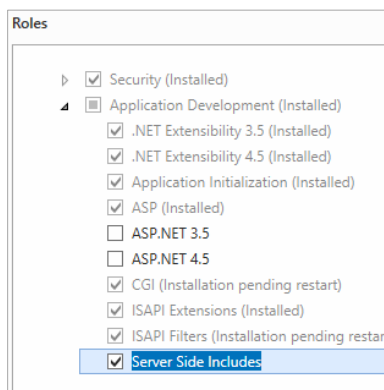 Roles
Security (Installed)
Application Development (Installed)
.NET Extensibility 3.5 (Installed)
.NET Extensibility 4.5 (Installed)
Application Initialization (Installed)
ASP (Installed)
ASP.NET 3.5
ASP.NET 4.5
CGI (Installation pending restart)
ISAPI Extensions (Installed)
ISAPI Filters (Installation pending restar
Server Side Includes